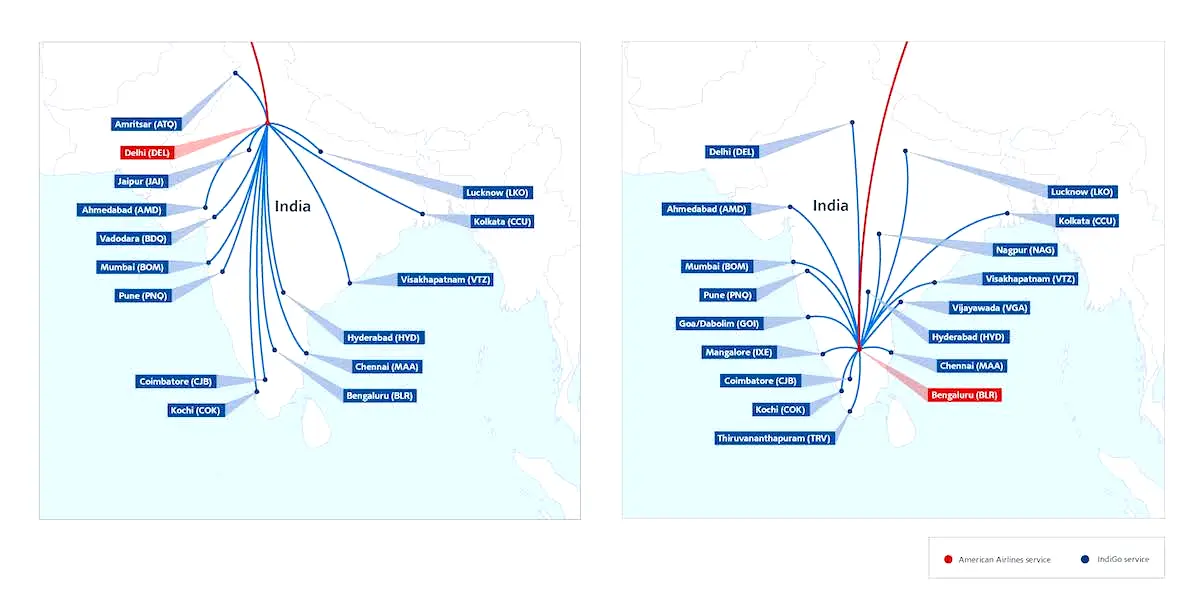 Amritsar (ATQ)
Delhi (DEL)
Jaipur (JAI)
Ahmedabad (AMD)
Vadodara (BDQ)
Mumbai (BOM)
Pune (PNQ)
India
Lucknow (LKO)
Kolkata (CCU)
Visakhapatnam (VTZ)
Hyderabad (HYD)
Chennai (MAA)
Bengaluru (BLR)
Coimbatore (CJB)
Kochi (COK)
Delhi (DEL)
Ahmedabad (AMD)
India
Mumbai (BOM)
Pune (PNQ)
Goa/Dabolim (GOI)
Mangalore (IXE)
Coimbatore (CJB)
Kochi (COK)
Thiruvananthapuram (TRV)
Lucknow (LKO)
Kolkata (CCU)
Nagpur (NAG)
Visakhapatnam (VTZ)
Vijayawada (VGA)
Hyderabad (HYD)
Chennai (MAA)
Bengaluru (BLR)
American Airlines service
IndiGo service